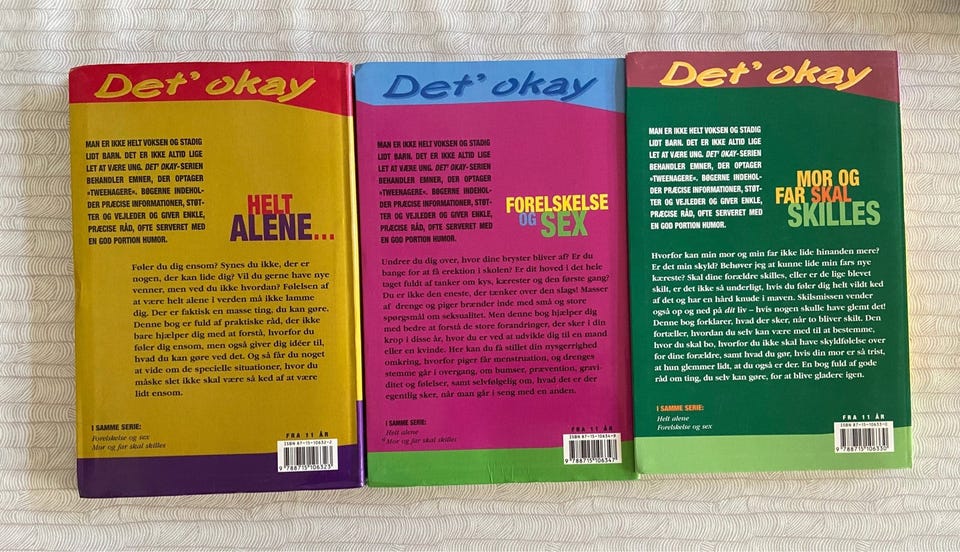 Det' okay
MAN ER IKKE HELT VOKSEN OG STADIG
LIDT BARN. DET ER IKKE ALTID LIGE
LET AT VÆRE UNG. DET' OKAY-SERIEN
BEHANDLER EMNER, DER OPTAGER
»TWEENAGERE«. BØGERNE INDEHOL-
DER PRÆCISE INFORMATIONER, STØT-
TER OG VEJLEDER OG GIVER ENKLE,
PRÆCISE RÅD, OFTE SERVERET MED
EN GOD PORTION HUMOR.
HELT
ALENE...
Føler du dig ensom? Synes du ikke, der er
nogen, der kan lide dig? Vil du gerne have nye
venner, men ved du ikke hvordan? Følelsen af
at være helt alene i verden må ikke lamme
dig. Der er faktisk en masse ting, du kan gøre.
Denne bog er fuld af praktiske råd, der ikke
bare hjælper dig med at forstå, hvorfor du
føler dig ensom, men også giver dig idéer til,
hvad du kan gøre ved det. Og så får du noget
at vide om de specielle situationer, hvor du
måske slet ikke skal være så ked af at være
lidt ensom.
I SAMME SERIE:
Forelskelse og sex
Mor og far skal skilles
FRA 11 ÅR
ISBN 87-15-10632-2
9 788715 106323
Det' okay
MAN ER IKKE HELT VOKSEN OG STADIG
LIDT BARN. DET ER IKKE ALTID LIGE
LET AT VÆRE UNG. DET' OKAY-SERIEN
BEHANDLER EMNER, DER OPTAGER
»TWEENAGERE«. BØGERNE INDEHOL-
DER PRÆCISE INFORMATIONER, STØT-
TER OG VEJLEDER OG GIVER ENKLE,
PRÆCISE RÅD, OFTE SERVERET MED
EN GOD PORTION HUMOR.
FORELSKELSE
OG SEX
Undrer du dig over, hvor dine bryster bliver af? Er du
bange for at få erektion i skolen? Er dit hoved i det hele
taget fuldt af tanker om kys, kærester og den første gang?
Du er ikke den eneste, der tænker over den slags! Masser
af drenge og piger brænder inde med små og store
spørgsmål om seksualitet. Men denne bog hjælper dig
med bedre at forstå de store forandringer, der sker i din
krop i disse år, hvor du er ved at udvikle dig til en mand
eller en kvinde. Her kan du få stillet din nysgerrighed
omkring, hvorfor piger får menstruation, og drenges
stemme går i overgang, om bumser, prævention, gravi-
ditet og følelser, samt selvfølgelig om, hvad det er der
egentlig sker, når man går i seng med en anden.
I SAMME SERIE:
Helt alene
Mor og far skal skilles
FRA 11 ÅR
ISBN 87-15-10634-9
9 788715 106347
Det' okay
MAN ER IKKE HELT VOKSEN OG STADIG
LIDT BARN. DET ER IKKE ALTID LIGE
LET AT VÆRE UNG. DET' OKAY-SERIEN
BEHANDLER EMNER, DER OPTAGER
»TWEENAGERE«. BØGERNE INDEHOL-
DER PRÆCISE INFORMATIONER, STØT-
TER OG VEJLEDER OG GIVER ENKLE,
PRÆCISE RÅD, OFTE SERVERET MED
EN GOD PORTION HUMOR.
MOR OG
FAR SKAL
SKILLES
Hvorfor kan min mor og min far ikke lide hinanden mere?
Er det min skyld? Behøver jeg at kunne lide min fars nye
kæreste? Skal dine forældre skilles, eller er de lige blevet
skilt, er det ikke så underligt, hvis du føler dig helt vildt ked
af det og har en hård knude i maven. Skilsmissen vender
også op og ned på dit liv – hvis nogen skulle have glemt det!
Denne bog forklarer, hvad der sker, når to bliver skilt. Den
fortæller, hvordan du selv kan være med til at bestemme,
hvor du skal bo, hvorfor du ikke skal have skyldfølelse over
for dine forældre, samt hvad du gør, hvis din mor er så trist,
at hun glemmer lidt, at du også er der. En bog fuld af gode
råd om ting, du selv kan gøre, for at blive gladere igen.
I SAMME SERIE:
Helt alene
Forelskelse og sex
FRA 11 ÅR
ISBN 87-15-10633-0
9 788715 106330